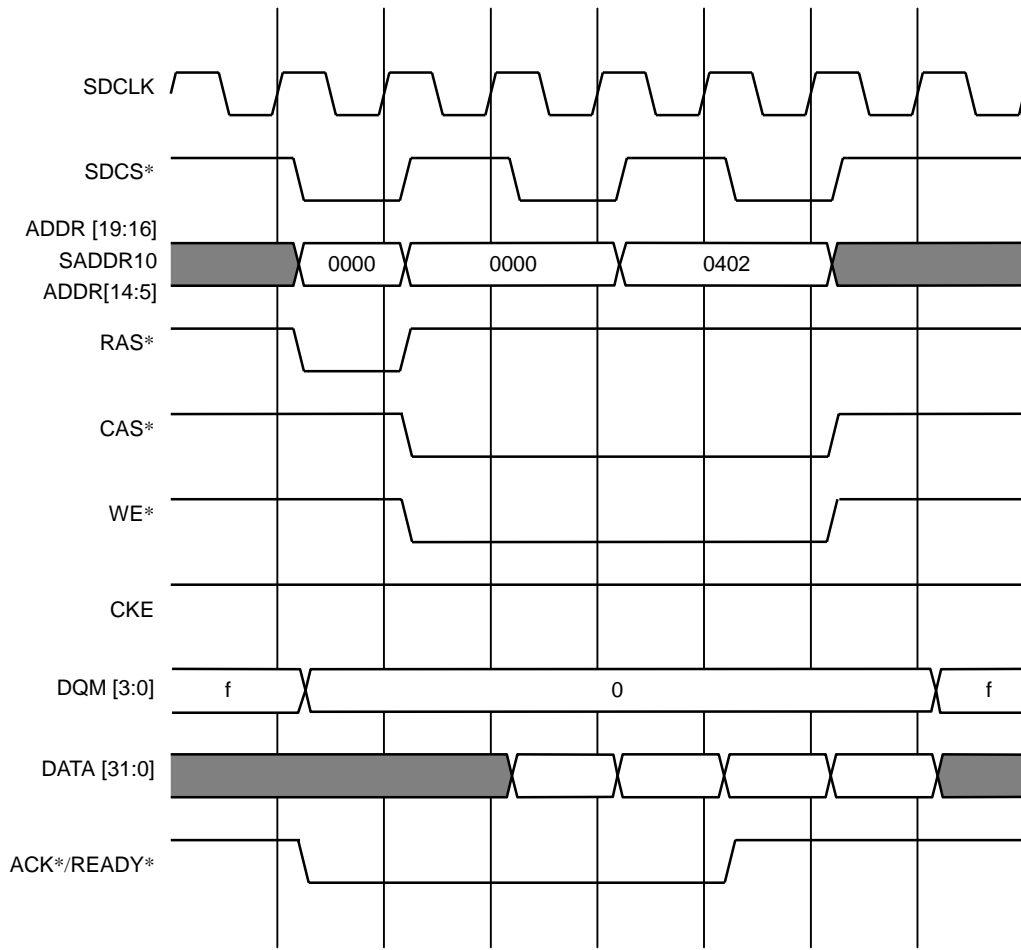 SDCLK
SDCS*
ADDR [19:16]
SADDR10
ADDR[14:5]
0000 0000 0402
RAS*
CAS*
WE*
CKE
DQM [3:0] f 0 f
DATA [31:0]
ACK*/READY*